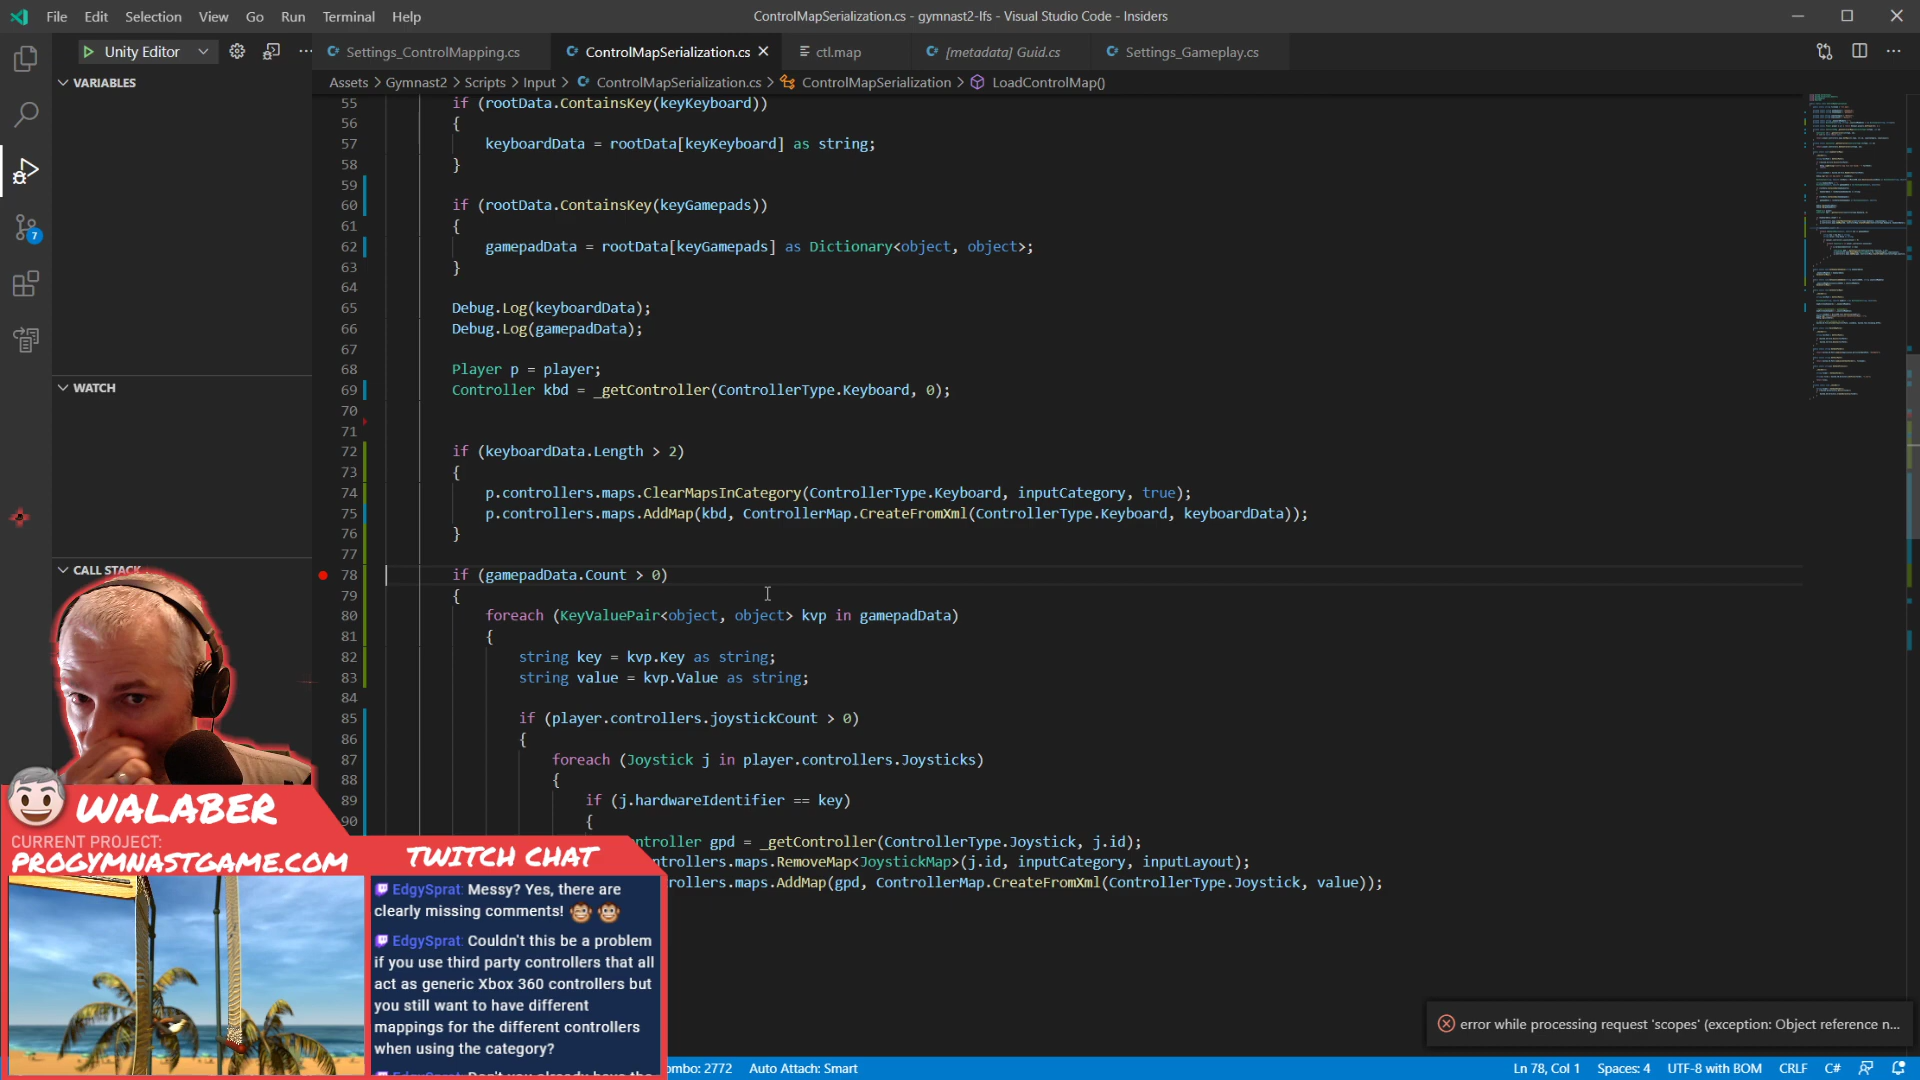 File Edit Selection View Go Run Terminal Help
ControlMapSerialization.cs - gymnast2-lfs - Visual Studio Code - Insiders
Unity Editor
Settings_ControlMapping.cs
ControlMapSerialization.cs
ctl.map
[metadata] Guid.cs
Settings_Gameplay.cs
Assets > Gymnast2 > Scripts > Input > ControlMapSerialization.cs > ControlMapSerialization > LoadControlMap()
VARIABLES
WATCH
CALL STACK
7
55 if (rootData.ContainsKey(keyKeyboard))
56 {
57 keyboardData = rootData[keyKeyboard] as string;
58 }
59
60 if (rootData.ContainsKey(keyGamepads))
61 {
62 gamepadData = rootData[keyGamepads] as Dictionary<object, object>;
63 }
64
65 Debug.Log(keyboardData);
66 Debug.Log(gamepadData);
67
68 Player p = player;
69 Controller kbd = _getController(ControllerType.Keyboard, 0);
70
71
72 if (keyboardData.Length > 2)
73 {
74 p.controllers.maps.ClearMapsInCategory(ControllerType.Keyboard, inputCategory, true);
75 p.controllers.maps.AddMap(kbd, ControllerMap.CreateFromXml(ControllerType.Keyboard, keyboardData));
76 }
77
78 if (gamepadData.Count > 0)
79 {
80 foreach (KeyValuePair<object, object> kvp in gamepadData)
81 {
82 string key = kvp.Key as string;
83 string value = kvp.Value as string;
84
85 if (player.controllers.joystickCount > 0)
86 {
87 foreach (Joystick j in player.controllers.Joysticks)
88 {
89 if (j.hardwareIdentifier == key)
90 {
ontroller gpd = _getController(ControllerType.Joystick, j.id);
ntrollers.maps.RemoveMap<JoystickMap>(j.id, inputCategory, inputLayout);
ntrollers.maps.AddMap(gpd, ControllerMap.CreateFromXml(ControllerType.Joystick, value));
WALABER
CURRENT PROJECT:
PROGYMNASTGAME.COM
TWITCH CHAT
EdgySprat: Messy? Yes, there are
clearly missing comments!
EdgySprat: Couldn't this be a problem
if you use third party controllers that all
act as generic Xbox 360 controllers but
you still want to have different
mappings for the different controllers
when using the category?
error while processing request 'scopes' (exception: Object reference n...
ombo: 2772 Auto Attach: Smart
Ln 78, Col 1 Spaces: 4 UTF-8 with BOM CRLF C#